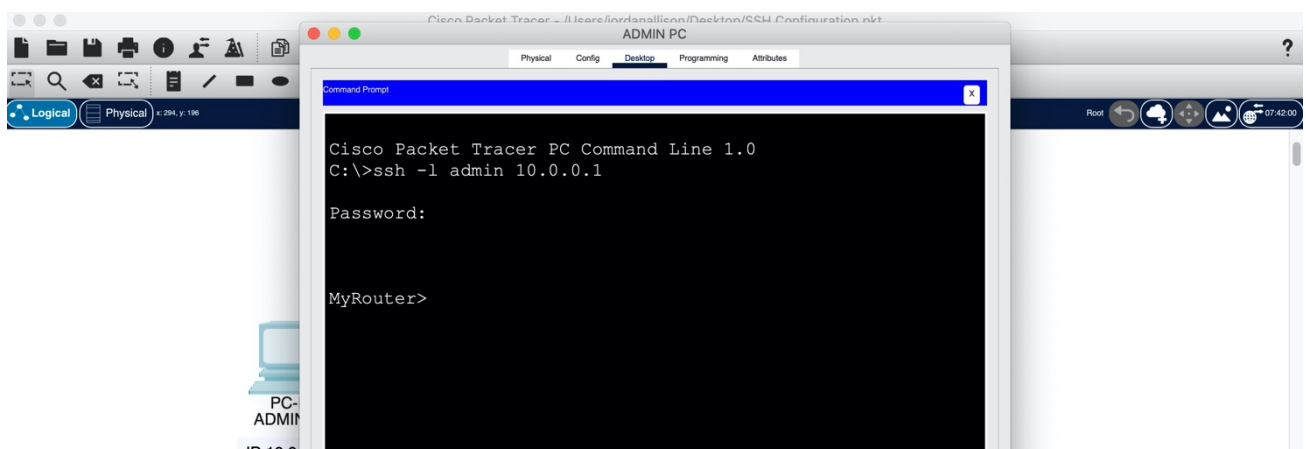 Cisco Packet Tracer - /Users/jordanallison/Desktop/SSH Configuration.pkt
ADMIN PC
?
Physical Config Desktop Programming Attributes
Command Prompt
X
Logical Physical x: 294, y: 196
Root 07:42:00
Cisco Packet Tracer PC Command Line 1.0
C:\>ssh -l admin 10.0.0.1
Password:
MyRouter>
PC-
ADMIN